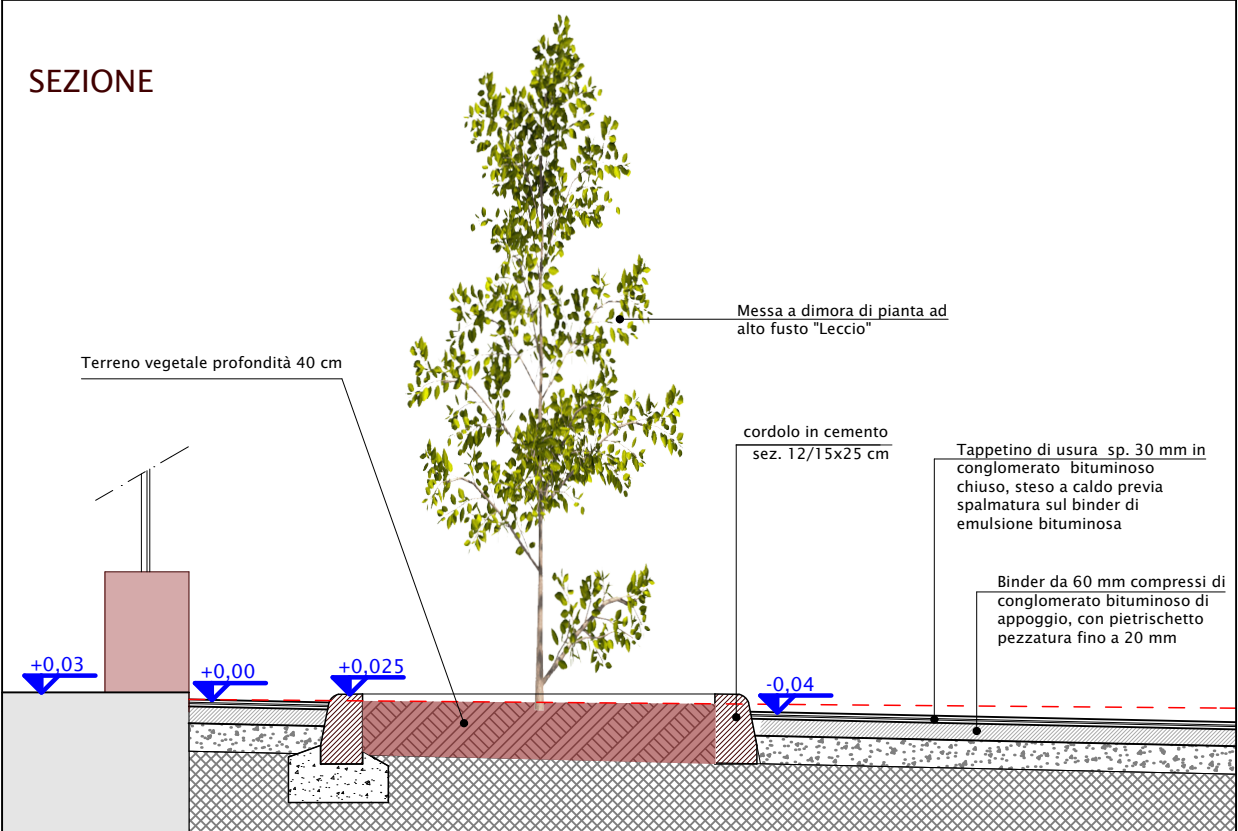 SEZIONE
Messa a dimora di pianta ad
alto fusto "Leccio"
Terreno vegetale profondità 40 cm
cordolo in cemento
sez. 12/15x25 cm
Tappetino di usura sp. 30 mm in
conglomerato bituminoso
chiuso, steso a caldo previa
spalmatura sul binder di
emulsione bituminosa
Binder da 60 mm compressi di
conglomerato bituminoso di
appoggio, con pietrischetto
pezzatura fino a 20 mm
+0,03
+0,00
+0,025
-0,04